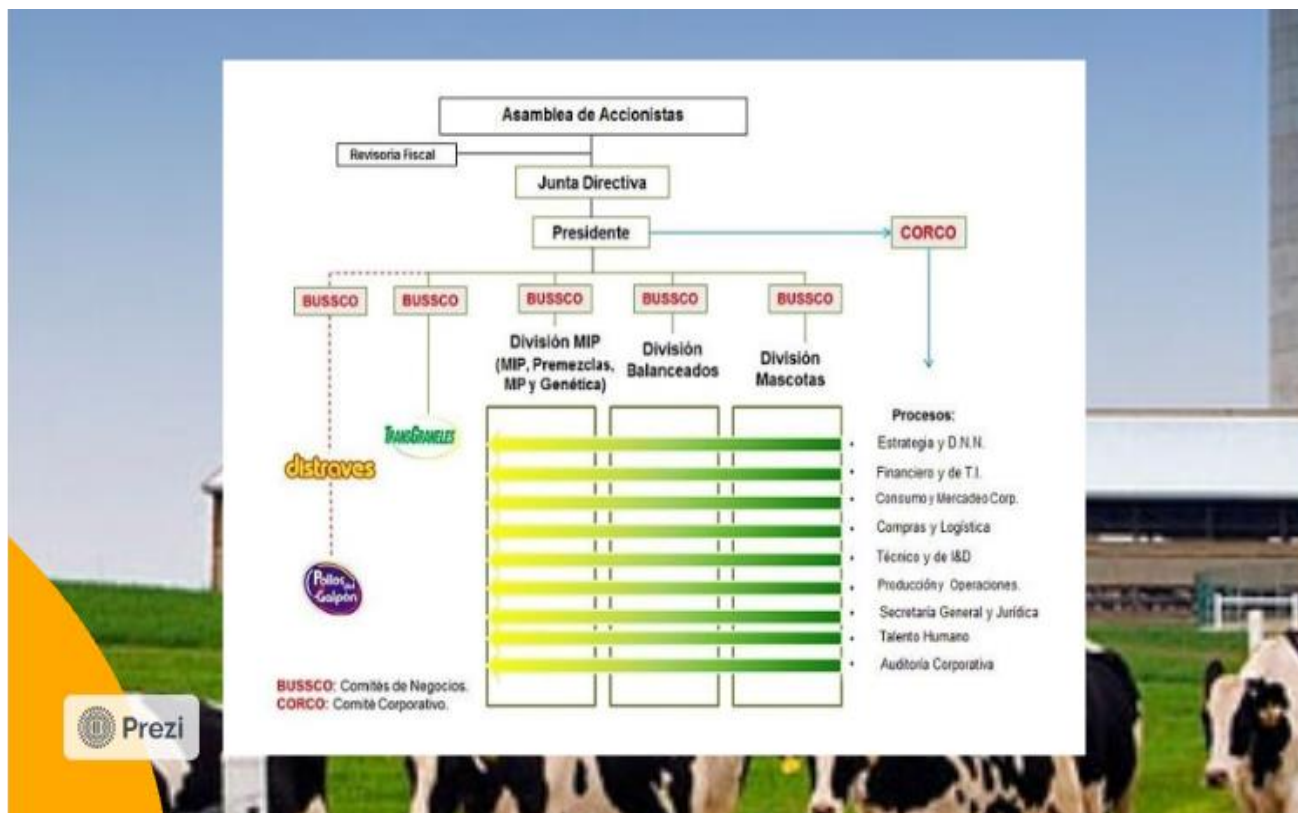 Asamblea de Accionistas
Revisoria Fiscal
Junta Directiva
Presidente
CORCO
BUSSCO
BUSSCO
BUSSCO
BUSSCO
BUSSCO
División MIP
(MIP, Premezclas,
MP y Genética)
División
Balanceados
División
Mascotas
TRANSGRANELES
distraves
Pollos del
Galpón
Procesos:
• Estrategia y D.N.N.
• Financiero y de T.I.
• Consumo y Mercadeo Corp.
• Compras y Logística
• Técnico y de I&D
• Producción y Operaciones.
• Secretaría General y Jurídica
• Talento Humano
• Auditoría Corporativa
BUSSCO: Comités de Negocios.
CORCO: Comité Corporativo.
Prezi